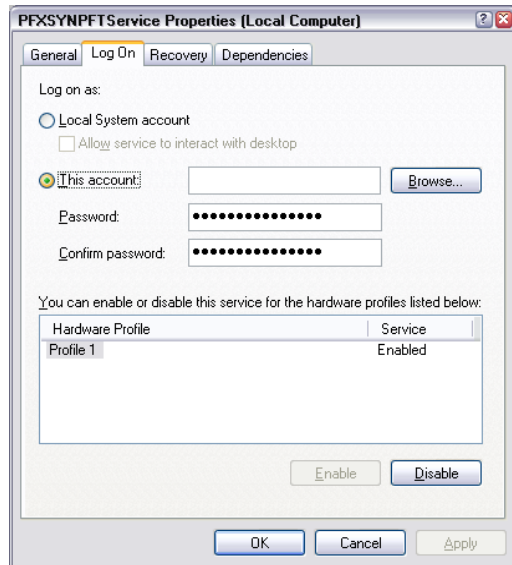 PFXSYNPFTService Properties (Local Computer)
General Log On Recovery Dependencies
Log on as:
Local System account
Allow service to interact with desktop
This account: Browse...
Password: ●●●●●●●●●●●●●●●
Confirm password: ●●●●●●●●●●●●●●●
You can enable or disable this service for the hardware profiles listed below:
Hardware Profile Service
Profile 1 Enabled
Enable Disable
OK Cancel Apply